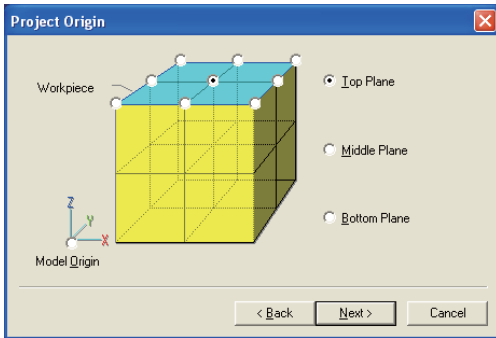 Project Origin
Workpiece
Top Plane
Middle Plane
Z
Y
X
Bottom Plane
Model Origin
< Back Next > Cancel